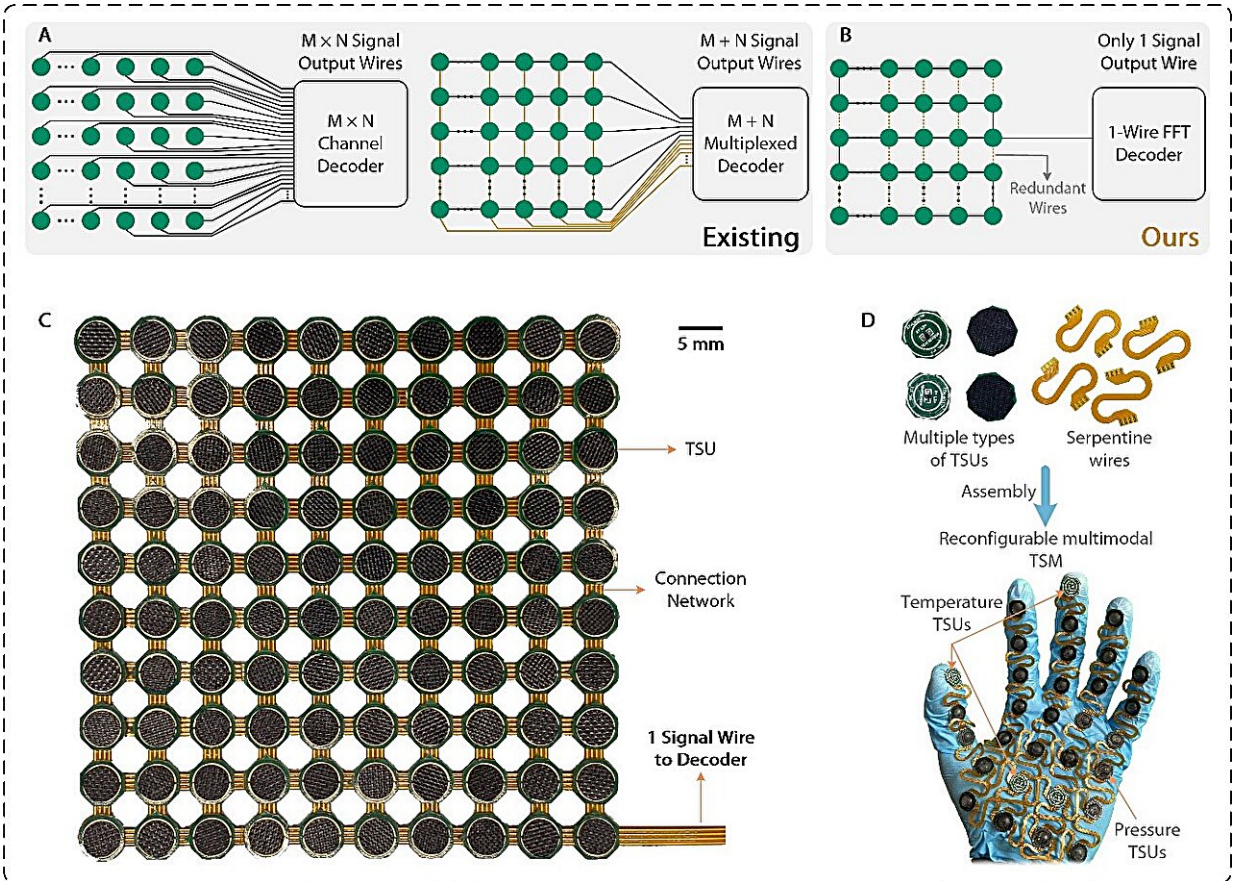 A
M × N Signal
Output Wires
M × N
Channel
Decoder
M + N Signal
Output Wires
M + N
Multiplexed
Decoder
Existing
B
Only 1 Signal
Output Wire
1-Wire FFT
Decoder
Redundant
Wires
Ours
C
5 mm
TSU
Connection
Network
1 Signal Wire
to Decoder
D
Multiple types
of TSUs
Serpentine
wires
Assembly
Reconfigurable multimodal
TSM
Temperature
TSUs
Pressure
TSUs